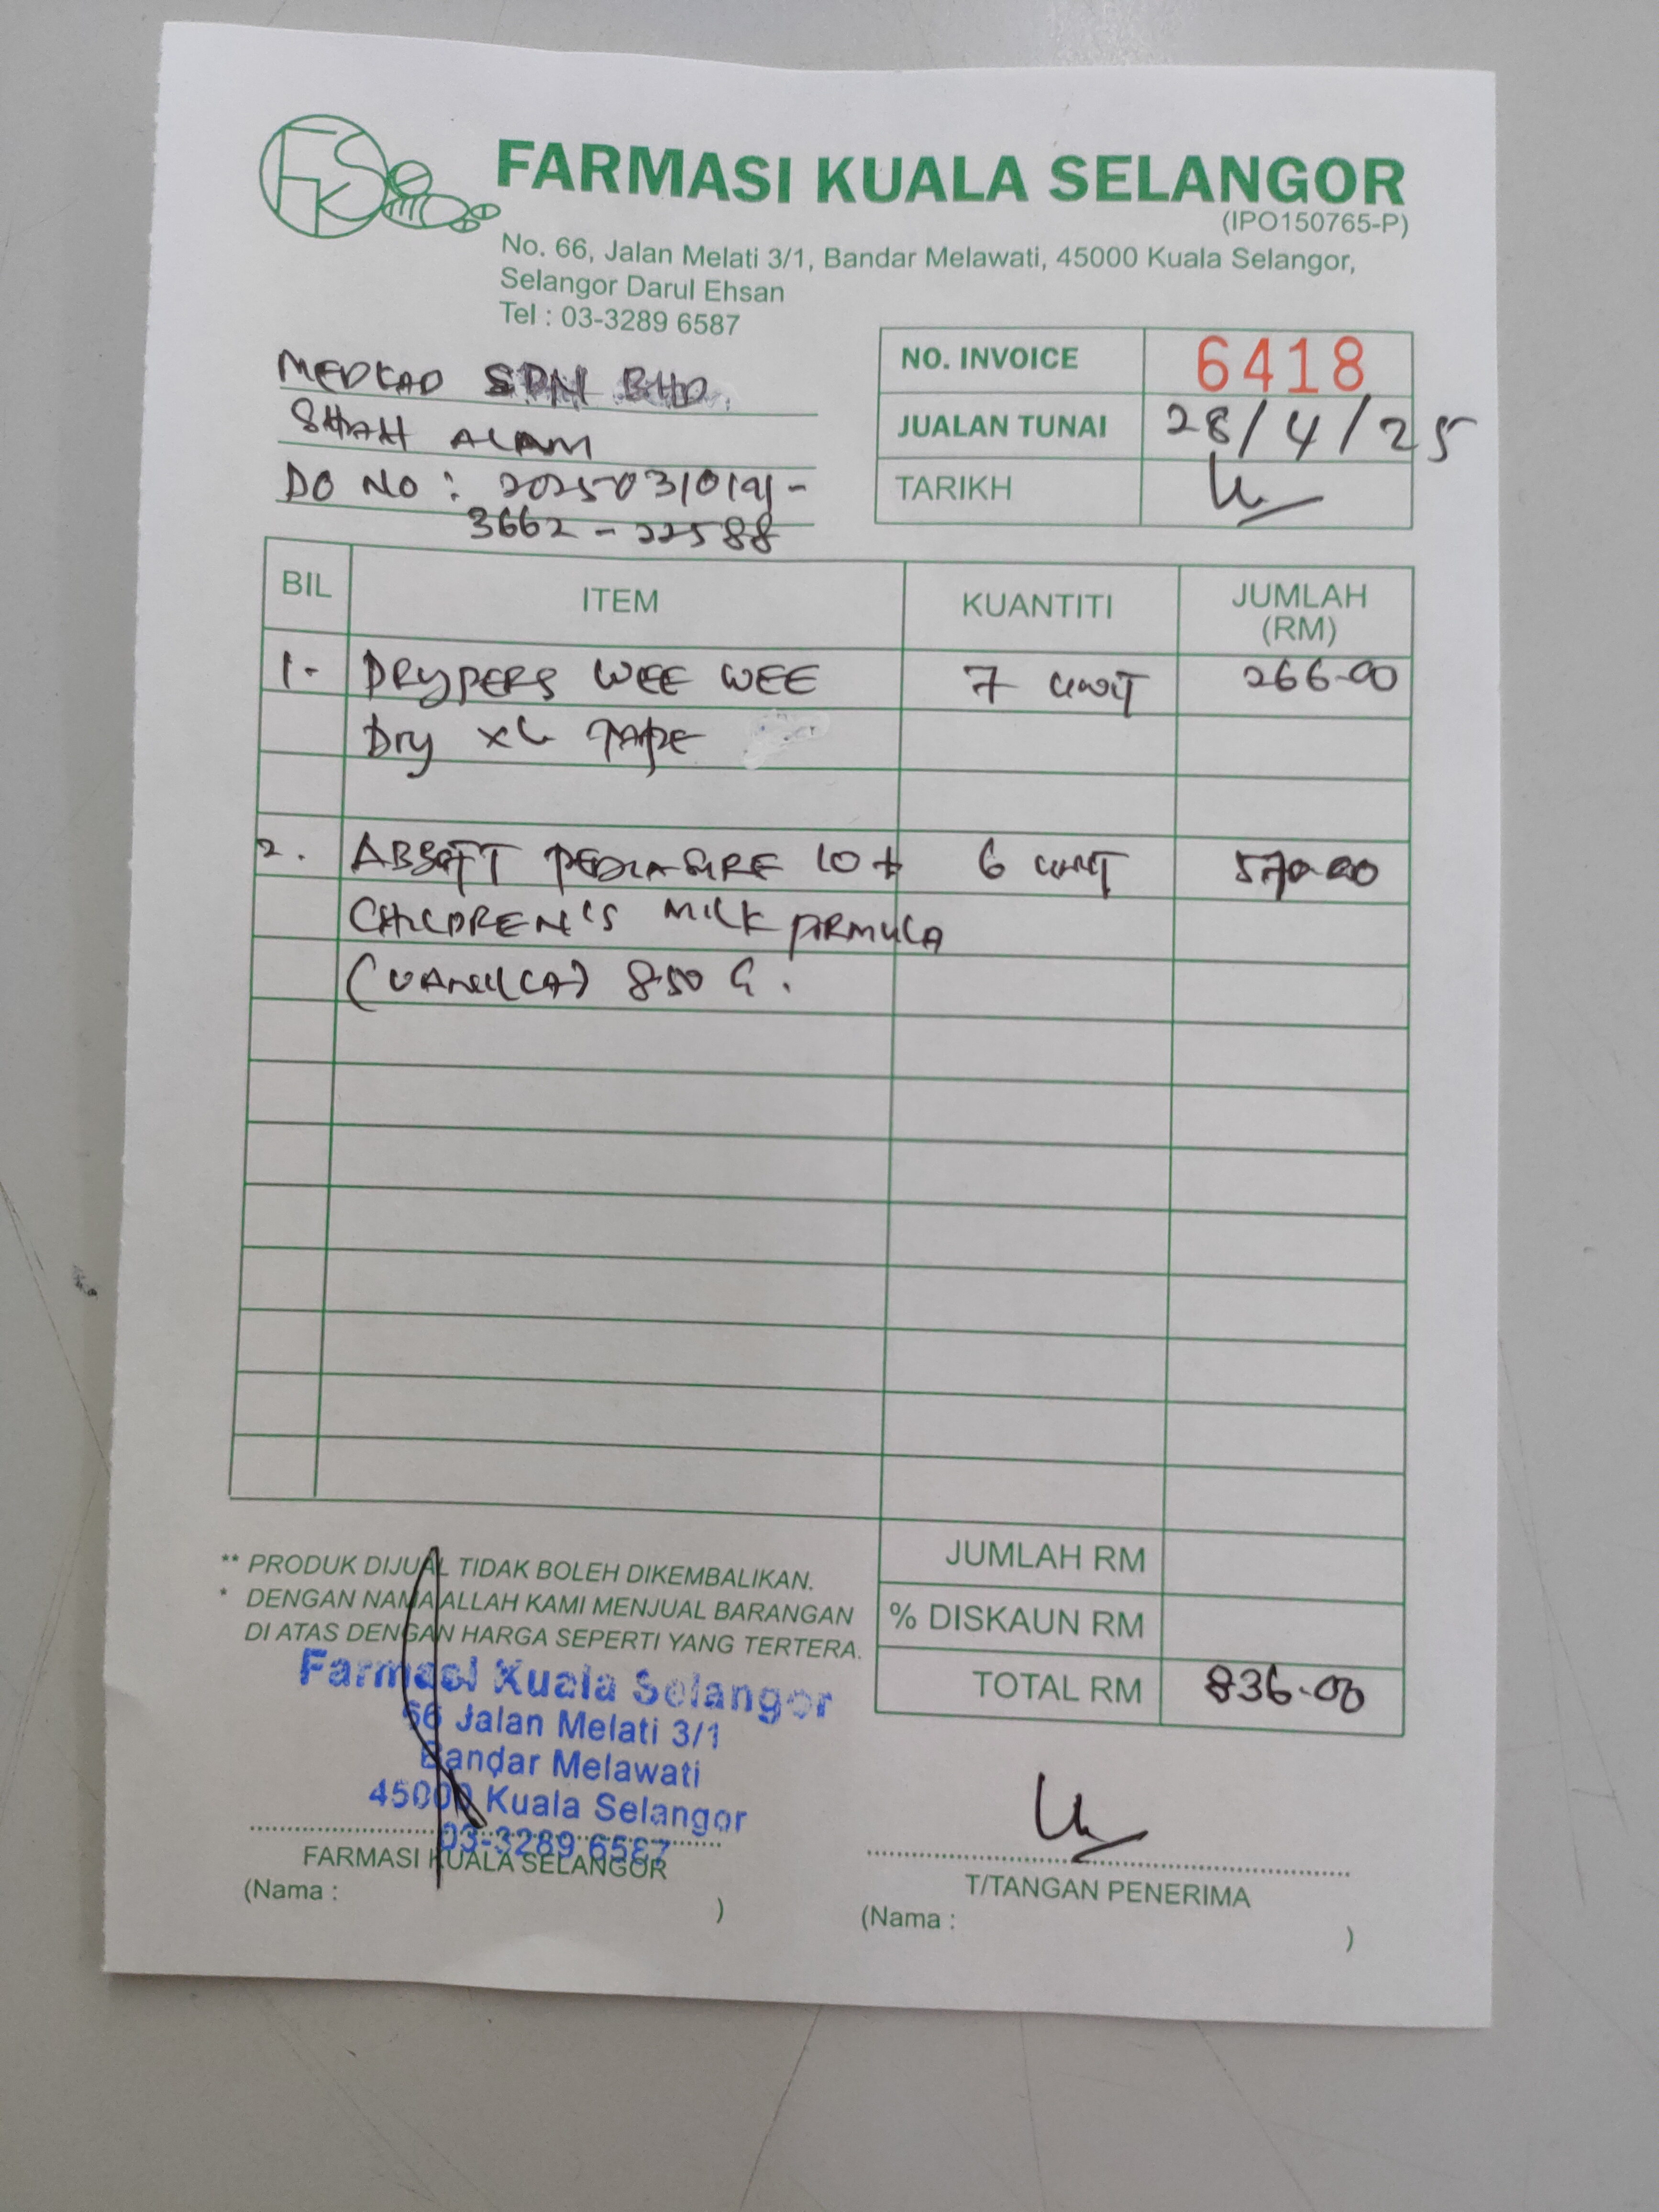 FKS
FARMASI KUALA SELANGOR
(IPO150765-P)
No. 66, Jalan Melati 3/1, Bandar Melawati, 45000 Kuala Selangor,
Selangor Darul Ehsan
Tel : 03-3289 6587
MEDKAD SDN BHD
SHAH ALAM
DO NO : 2025031019 -
3662 - 22588
NO. INVOICE 6418
JUALAN TUNAI 28/4/25
TARIKH
BIL ITEM KUANTITI JUMLAH (RM)
1- DRYPERS WEE WEE 7 UNIT 266-00
Dry XL TAPE
2. ABBOTT PEDIASURE 10+ 6 UNIT 570-00
CHILDREN'S MILK FORMULA
(VANILLA) 850 G.
JUMLAH RM
% DISKAUN RM
TOTAL RM 836-00
** PRODUK DIJUAL TIDAK BOLEH DIKEMBALIKAN.
* DENGAN NAMA ALLAH KAMI MENJUAL BARANGAN
DI ATAS DENGAN HARGA SEPERTI YANG TERTERA.
Farmasi Kuala Selangor
66 Jalan Melati 3/1
Bandar Melawati
45000 Kuala Selangor
03-3289 6587
FARMASI KUALA SELANGOR
(Nama : )
T/TANGAN PENERIMA
(Nama : )